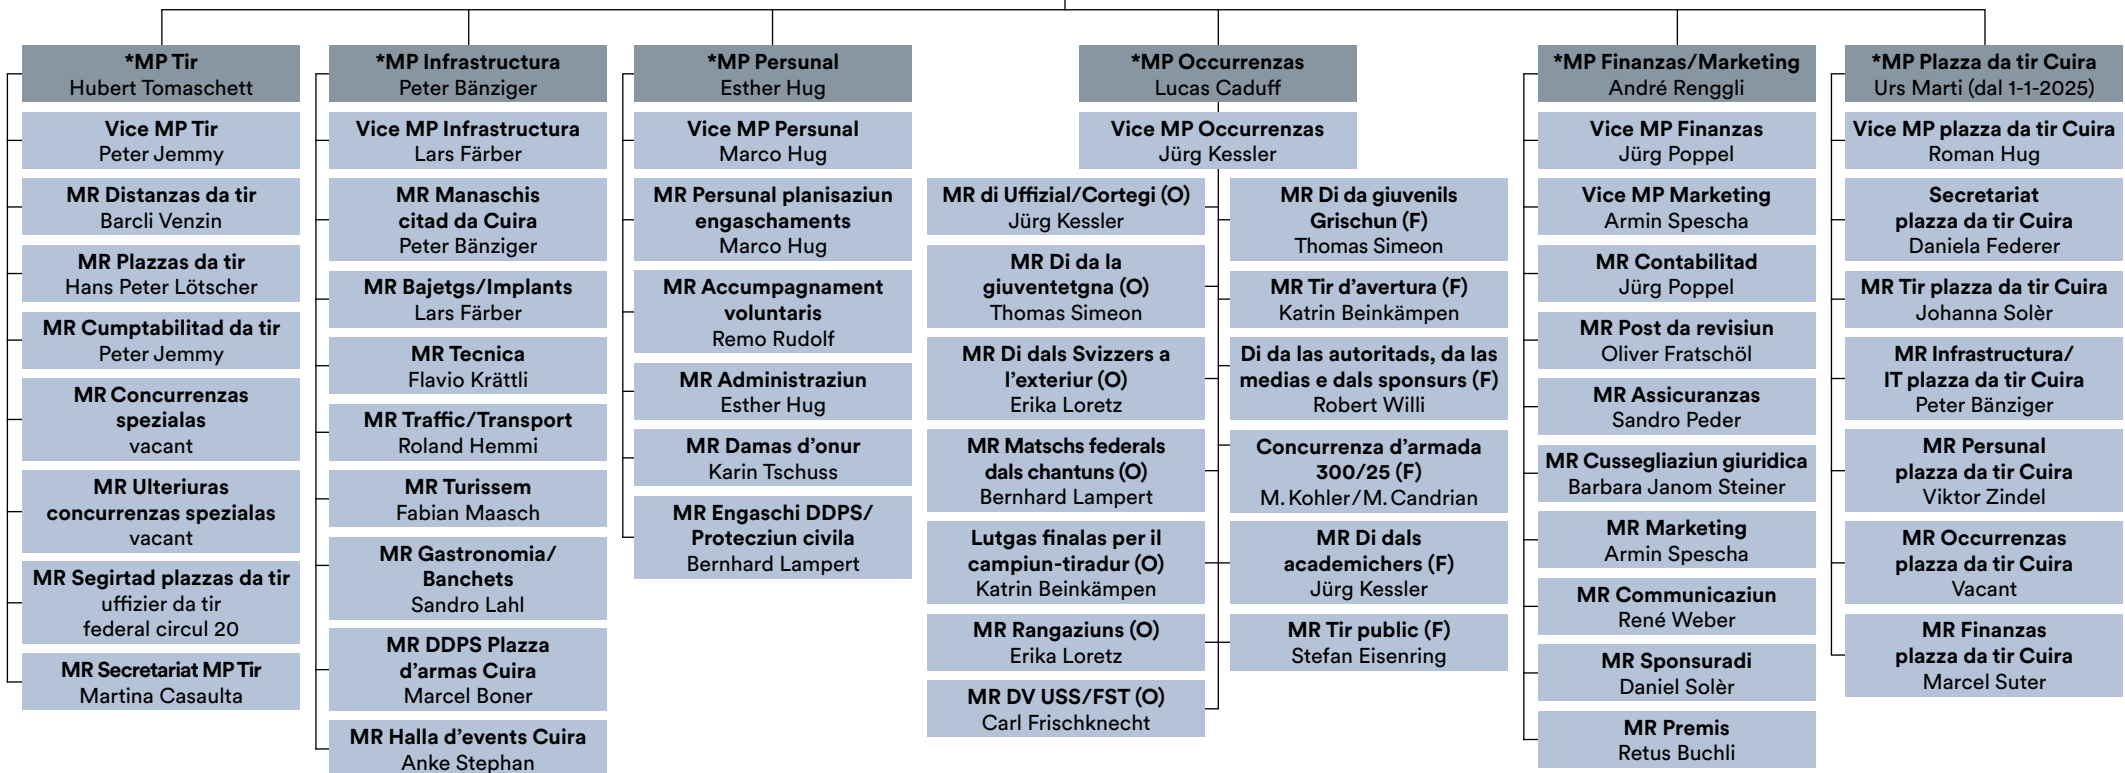 *MP Tir
Hubert Tomaschett
Vice MP Tir
Peter Jemmy
MR Distanzas da tir
Barcli Venzin
MR Plazzas da tir
Hans Peter Lötscher
MR Cumptabilitad da tir
Peter Jemmy
MR Concurrenzas
spezialas
vacant
MR Ulteriuras
concurrenzas spezialas
vacant
MR Segirtad plazzas da tir
uffizier da tir
federal circul 20
MR Secretariat MP Tir
Martina Casaulta
*MP Infrastructura
Peter Bänziger
Vice MP Infrastructura
Lars Färber
MR Manaschis
citad da Cuira
Peter Bänziger
MR Bajetgs/Implants
Lars Färber
MR Tecnica
Flavio Krättli
MR Traffic/Transport
Roland Hemmi
MR Turissem
Fabian Maasch
MR Gastronomia/
Banchets
Sandro Lahl
MR DDPS Plazza
d'armas Cuira
Marcel Boner
MR Halla d'events Cuira
Anke Stephan
*MP Persunal
Esther Hug
Vice MP Persunal
Marco Hug
MR Persunal planisaziun
engaschaments
Marco Hug
MR Accumpagnament
voluntaris
Remo Rudolf
MR Administraziun
Esther Hug
MR Damas d'onur
Karin Tschuss
MR Engaschi DDPS/
Protecziun civila
Bernhard Lampert
*MP Occurrenzas
Lucas Caduff
Vice MP Occurrenzas
Jürg Kessler
MR di Uffizial/Cortegi (O)
Jürg Kessler
MR Di da la
giuventetgna (O)
Thomas Simeon
MR Di dals Svizzers a
l'exteriur (O)
Erika Loretz
MR Matschs federals
dals chantuns (O)
Bernhard Lampert
Lutgas finalas per il
campiun-tiradur (O)
Katrin Beinkämpen
MR Rangaziuns (O)
Erika Loretz
MR DV USS/FST (O)
Carl Frischknecht
MR Di da giuvenils
Grischun (F)
Thomas Simeon
MR Tir d'avertura (F)
Katrin Beinkämpen
Di da las autoritads, da las
medias e dals sponsurs (F)
Robert Willi
Concurrenza d'armada
300/25 (F)
M. Kohler/M. Candrian
MR Di dals
academichers (F)
Jürg Kessler
MR Tir public (F)
Stefan Eisenring
*MP Finanzas/Marketing
André Renggli
Vice MP Finanzas
Jürg Poppel
Vice MP Marketing
Armin Spescha
MR Contabilitad
Jürg Poppel
MR Post da revisiun
Oliver Fratschöl
MR Assicuranzas
Sandro Peder
MR Cussegliaziun giuridica
Barbara Janom Steiner
MR Marketing
Armin Spescha
MR Communicaziun
René Weber
MR Sponsuradi
Daniel Solèr
MR Premis
Retus Buchli
*MP Plazza da tir Cuira
Urs Marti (dal 1-1-2025)
Vice MP plazza da tir Cuira
Roman Hug
Secretariat
plazza da tir Cuira
Daniela Federer
MR Tir plazza da tir Cuira
Johanna Solèr
MR Infrastructura/
IT plazza da tir Cuira
Peter Bänziger
MR Persunal
plazza da tir Cuira
Viktor Zindel
MR Occurrenzas
plazza da tir Cuira
Vacant
MR Finanzas
plazza da tir Cuira
Marcel Suter